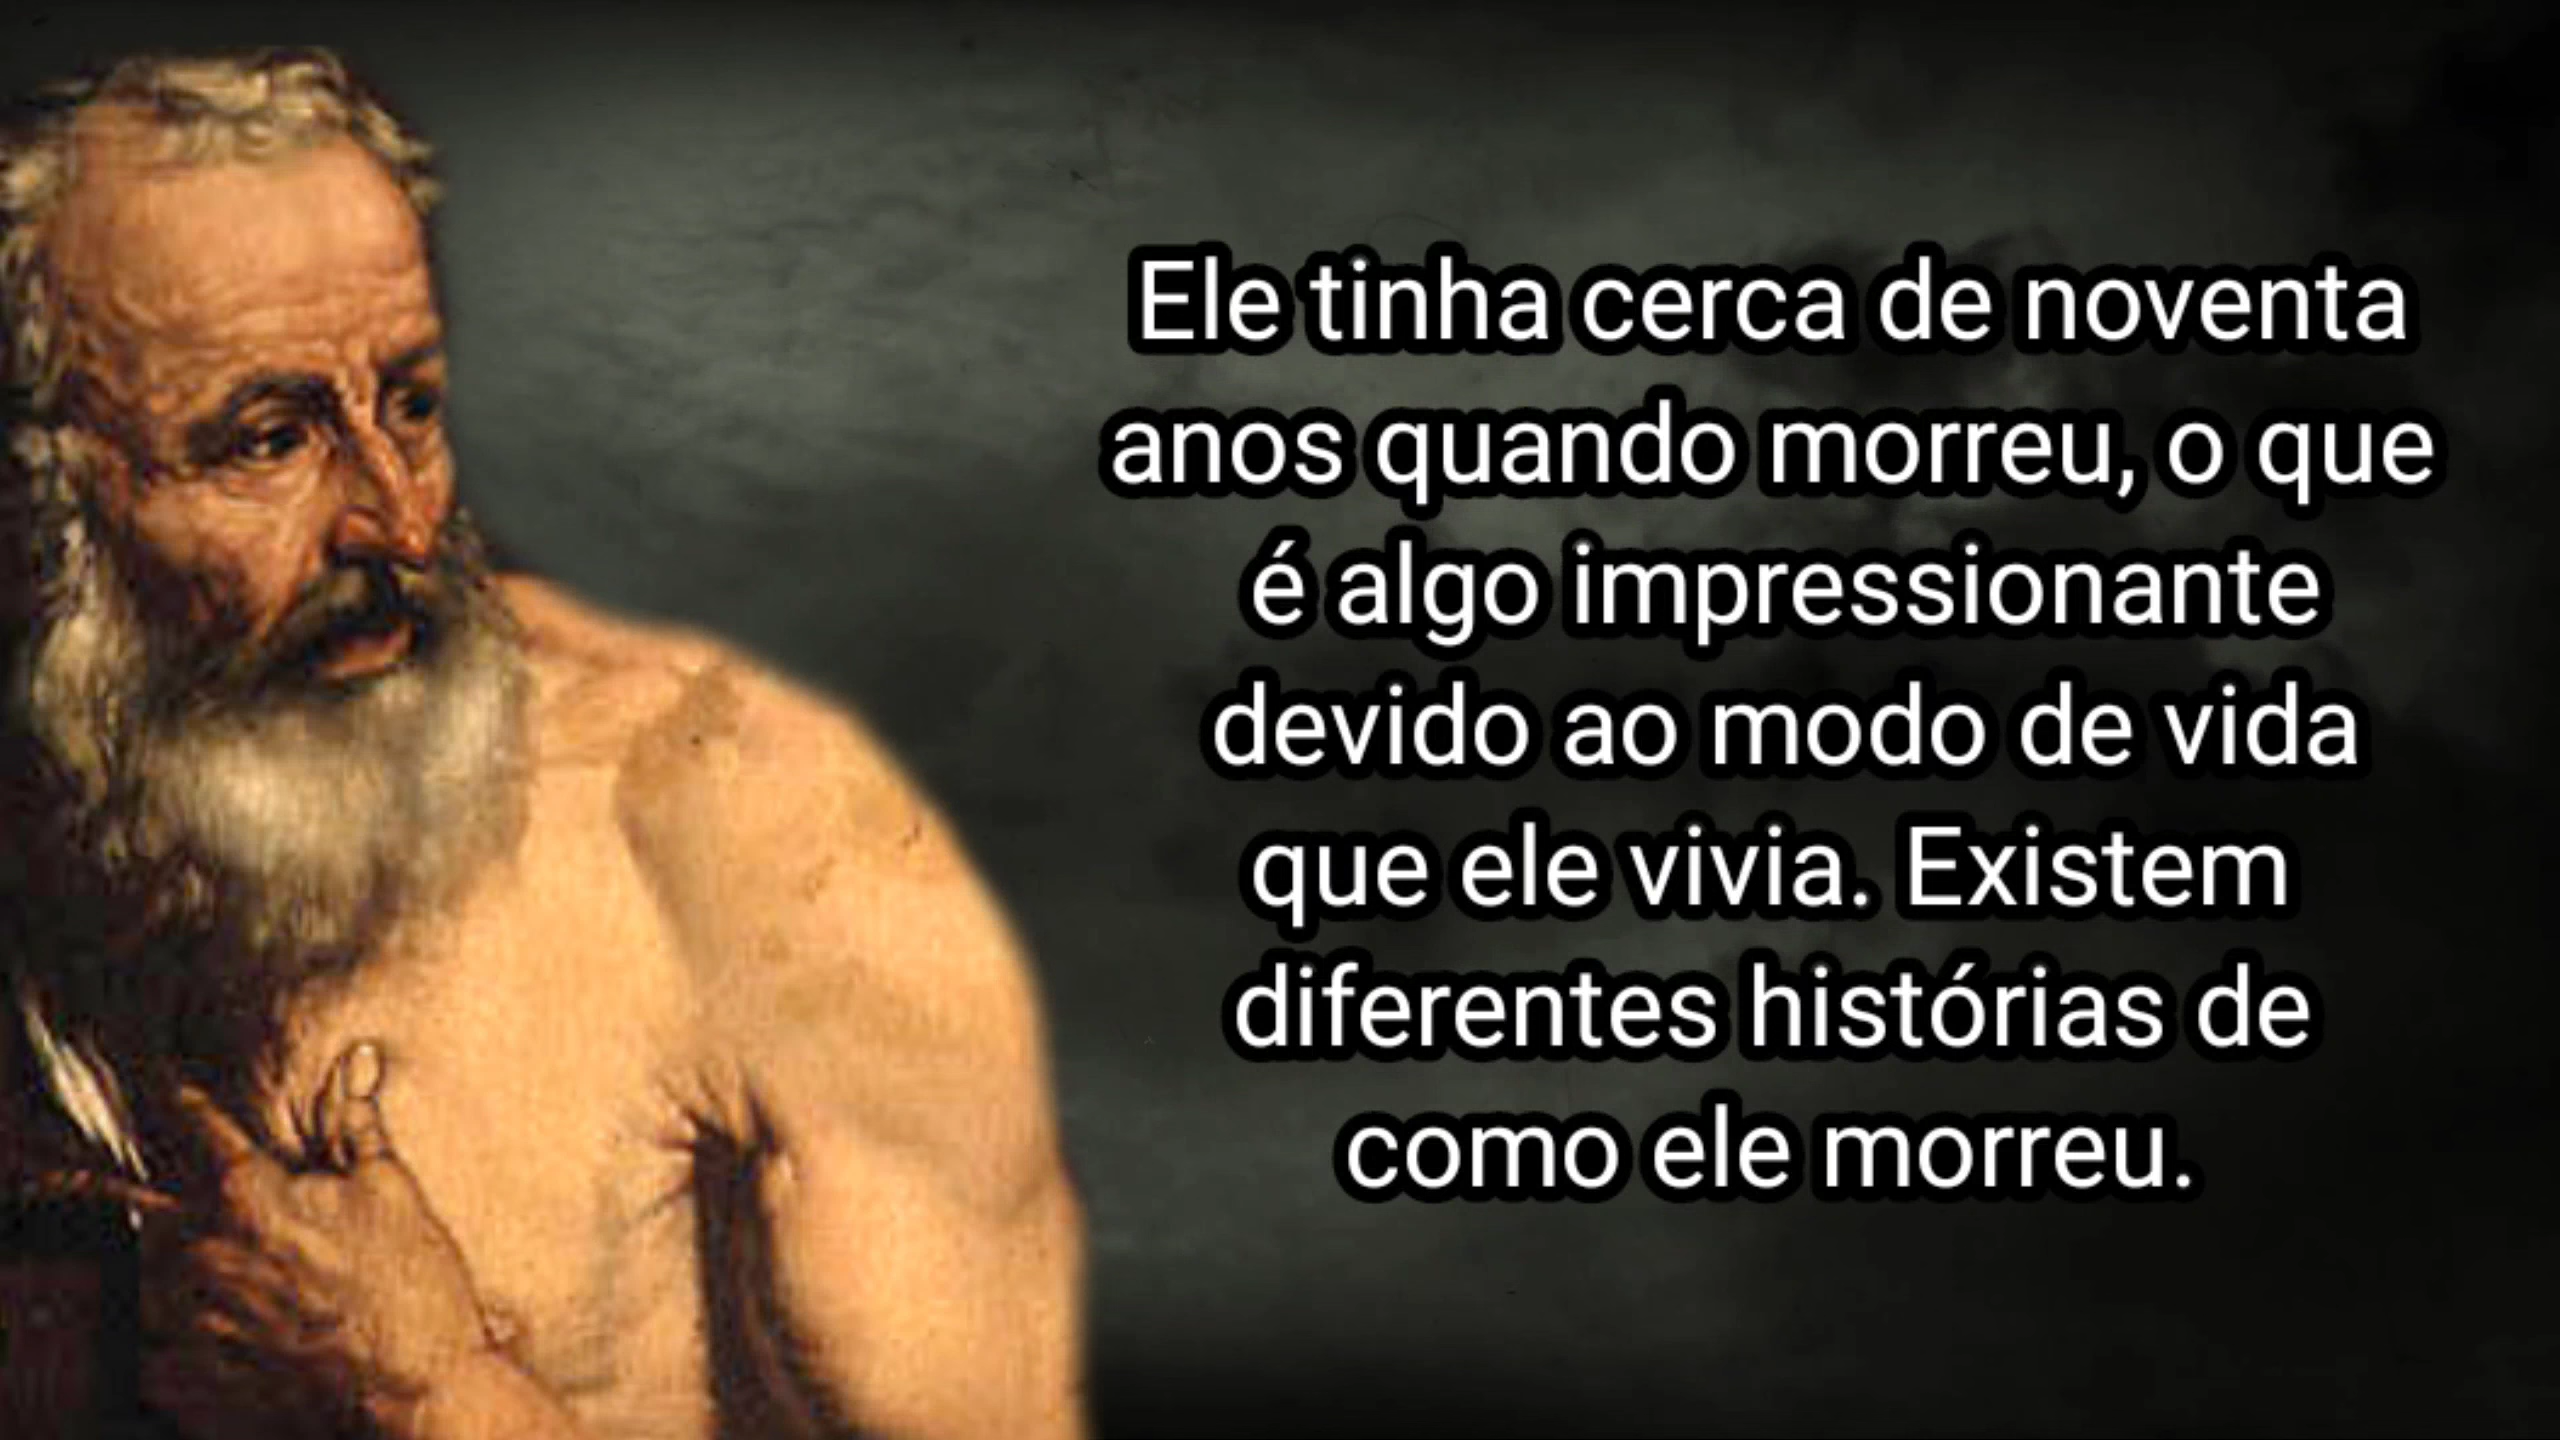 Ele tinha cerca de noventa
anos quando morreu, o que
é algo impressionante
devido ao modo de vida
que ele vivia. Existem
diferentes histórias de
como ele morreu.